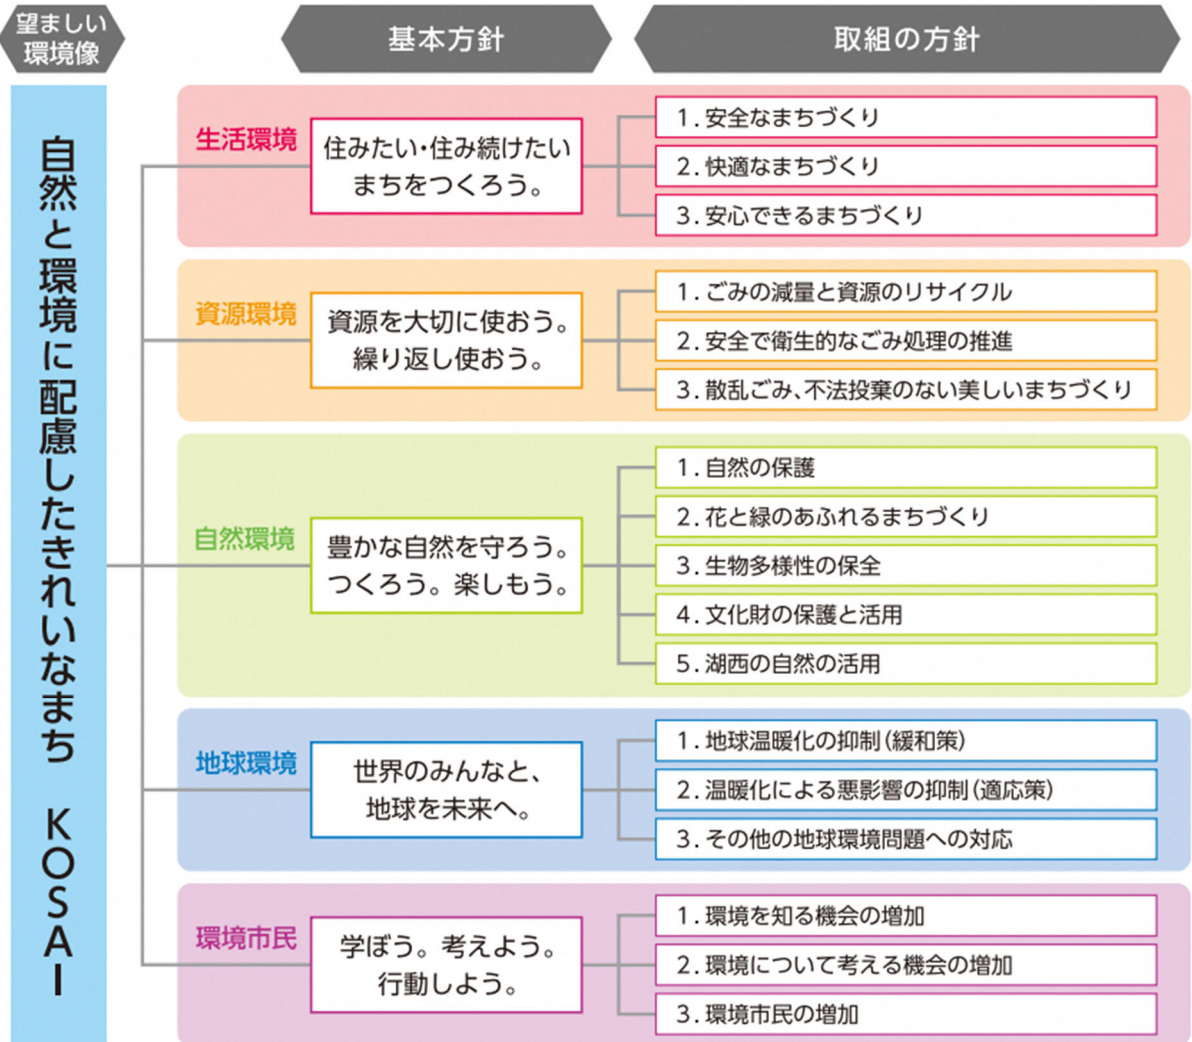 望ましい
環境像
基本方針
取組の方針
自然と環境に配慮したきれいなまち　KOSAI
生活環境
住みたい・住み続けたい
まちをつくろう。
1.安全なまちづくり
2.快適なまちづくり
3.安心できるまちづくり
資源環境
資源を大切に使おう。
繰り返し使おう。
1.ごみの減量と資源のリサイクル
2.安全で衛生的なごみ処理の推進
3.散乱ごみ、不法投棄のない美しいまちづくり
自然環境
豊かな自然を守ろう。
つくろう。楽しもう。
1.自然の保護
2.花と緑のあふれるまちづくり
3.生物多様性の保全
4.文化財の保護と活用
5.湖西の自然の活用
地球環境
世界のみんなと、
地球を未来へ。
1.地球温暖化の抑制(緩和策)
2.温暖化による悪影響の抑制(適応策)
3.その他の地球環境問題への対応
環境市民
学ぼう。考えよう。
行動しよう。
1.環境を知る機会の増加
2.環境について考える機会の増加
3.環境市民の増加